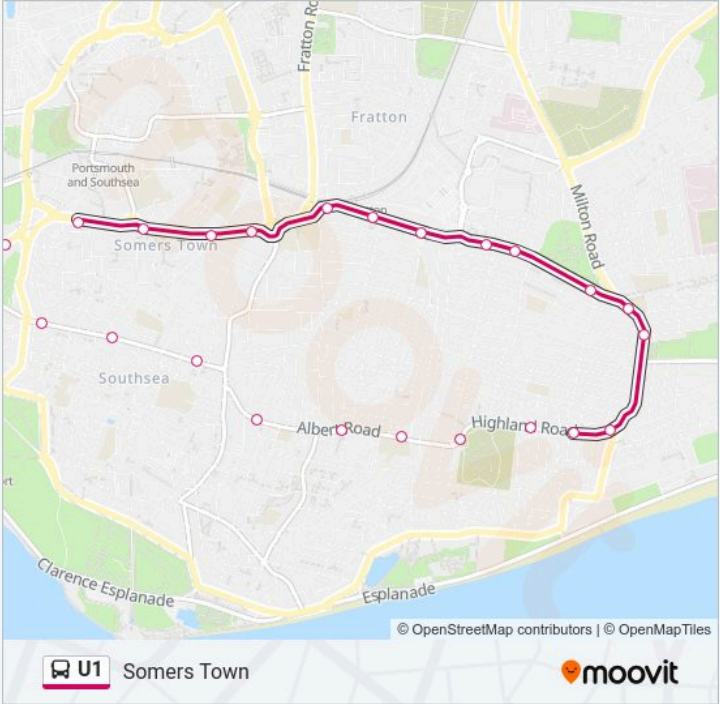 Fratton Ro
Fratton
Portsmouth
and Southsea
Milton Road
Somers Town
Southsea
Albert Road
Highland Road
Clarence Esplanade
Esplanade
© OpenStreetMap contributors | © OpenMapTiles
U1
Somers Town
moovit